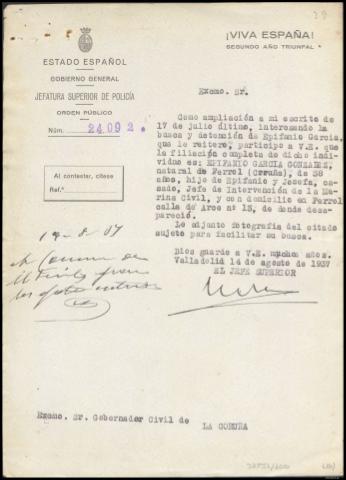 ¡VIVA ESPAÑA!
SEGUNDO AÑO TRIUNFAL
ESTADO ESPAÑOL
GOBIERNO GENERAL
JEFATURA SUPERIOR DE POLICÍA
ORDEN PÚBLICO
Núm. 24.092.
Al contestar, cítese
Ref.ª
Excmo. Sr.
Como ampliación a mi escrito de
17 de julio último, interesando la
busca y detención de Epifanio García,
que le reitero, participo a V.E. que
la filiación completa de dicho indivi-
duo es: EPIFANIO GARCIA GONZALEZ,
natural de Ferrol (Coruña), de 38
años, hijo de Epifanio y Josefa, ca-
sado, Jefe de Intervención de la Ma-
rina Civil, y con domicilio en Ferrol
calle de Arce nº 13, de donde desa-
pareció.
Le adjunto fotografía del citado
sujeto para facilitar su busca.
Dios guarde a V.E. muchos años.
Valladolid 14 de agosto de 1937
EL JEFE SUPERIOR
Excmo. Sr. Gobernador Civil de
LA CORUÑA